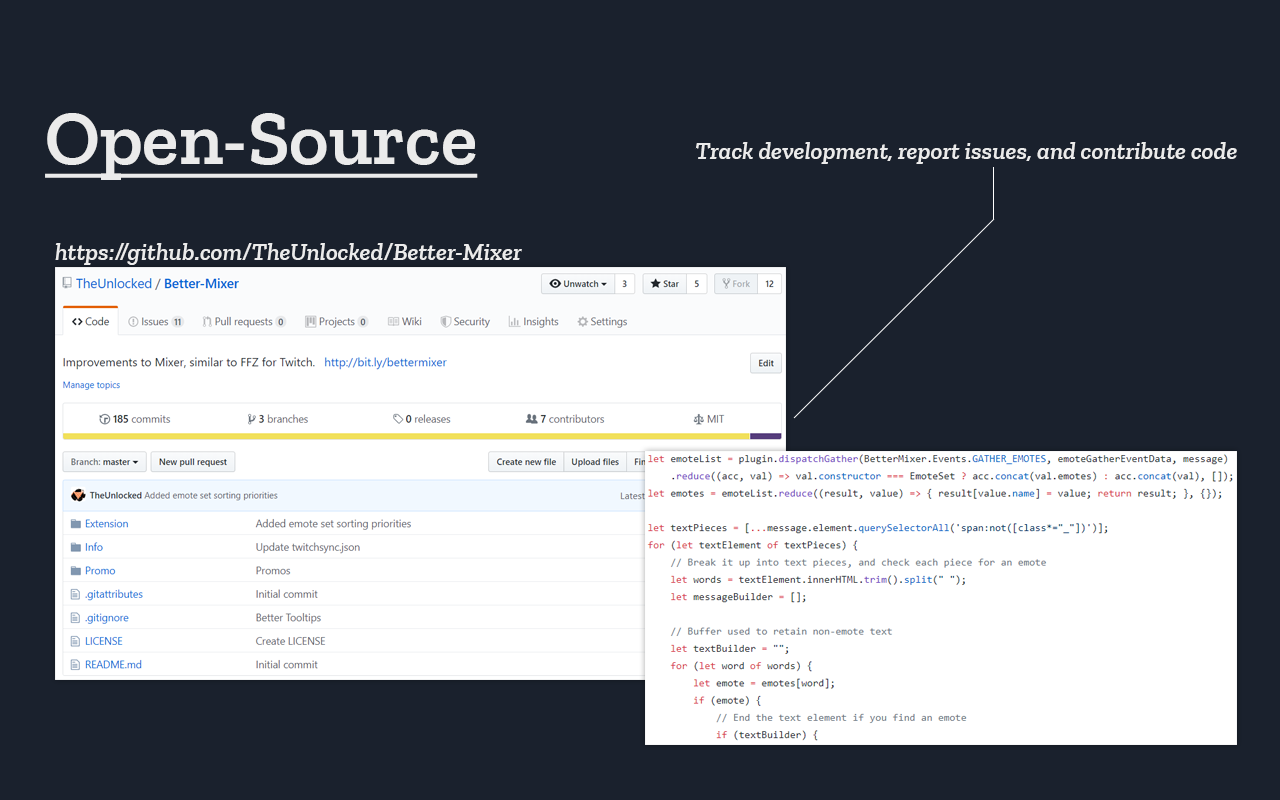 Open-Source
Track development, report issues, and contribute code
https://github.com/TheUnlocked/Better-Mixer
TheUnlocked / Better-Mixer
Unwatch 3 Star 5 Fork 12
Code Issues 11 Pull requests 0 Projects 0 Wiki Security Insights Settings
Improvements to Mixer, similar to FFZ for Twitch. http://bit.ly/bettermixer
Edit
Manage topics
185 commits 3 branches 0 releases 7 contributors MIT
Branch: master New pull request Create new file Upload files Fin
TheUnlocked Added emote set sorting priorities Latest
Extension Added emote set sorting priorities
Info Update twitchsync.json
Promo Promos
.gitattributes Initial commit
.gitignore Better Tooltips
LICENSE Create LICENSE
README.md Initial commit
let emoteList = plugin.dispatchGather(BetterMixer.Events.GATHER_EMOTES, emoteGatherEventData, message)
.reduce((acc, val) => val.constructor === EmoteSet ? acc.concat(val.emotes) : acc.concat(val), []);
let emotes = emoteList.reduce((result, value) => { result[value.name] = value; return result; }, {});
let textPieces = [...message.element.querySelectorAll('span:not([class*="_"])')];
for (let textElement of textPieces) {
// Break it up into text pieces, and check each piece for an emote
let words = textElement.innerHTML.trim().split(" ");
let messageBuilder = [];
// Buffer used to retain non-emote text
let textBuilder = "";
for (let word of words) {
let emote = emotes[word];
if (emote) {
// End the text element if you find an emote
if (textBuilder) {